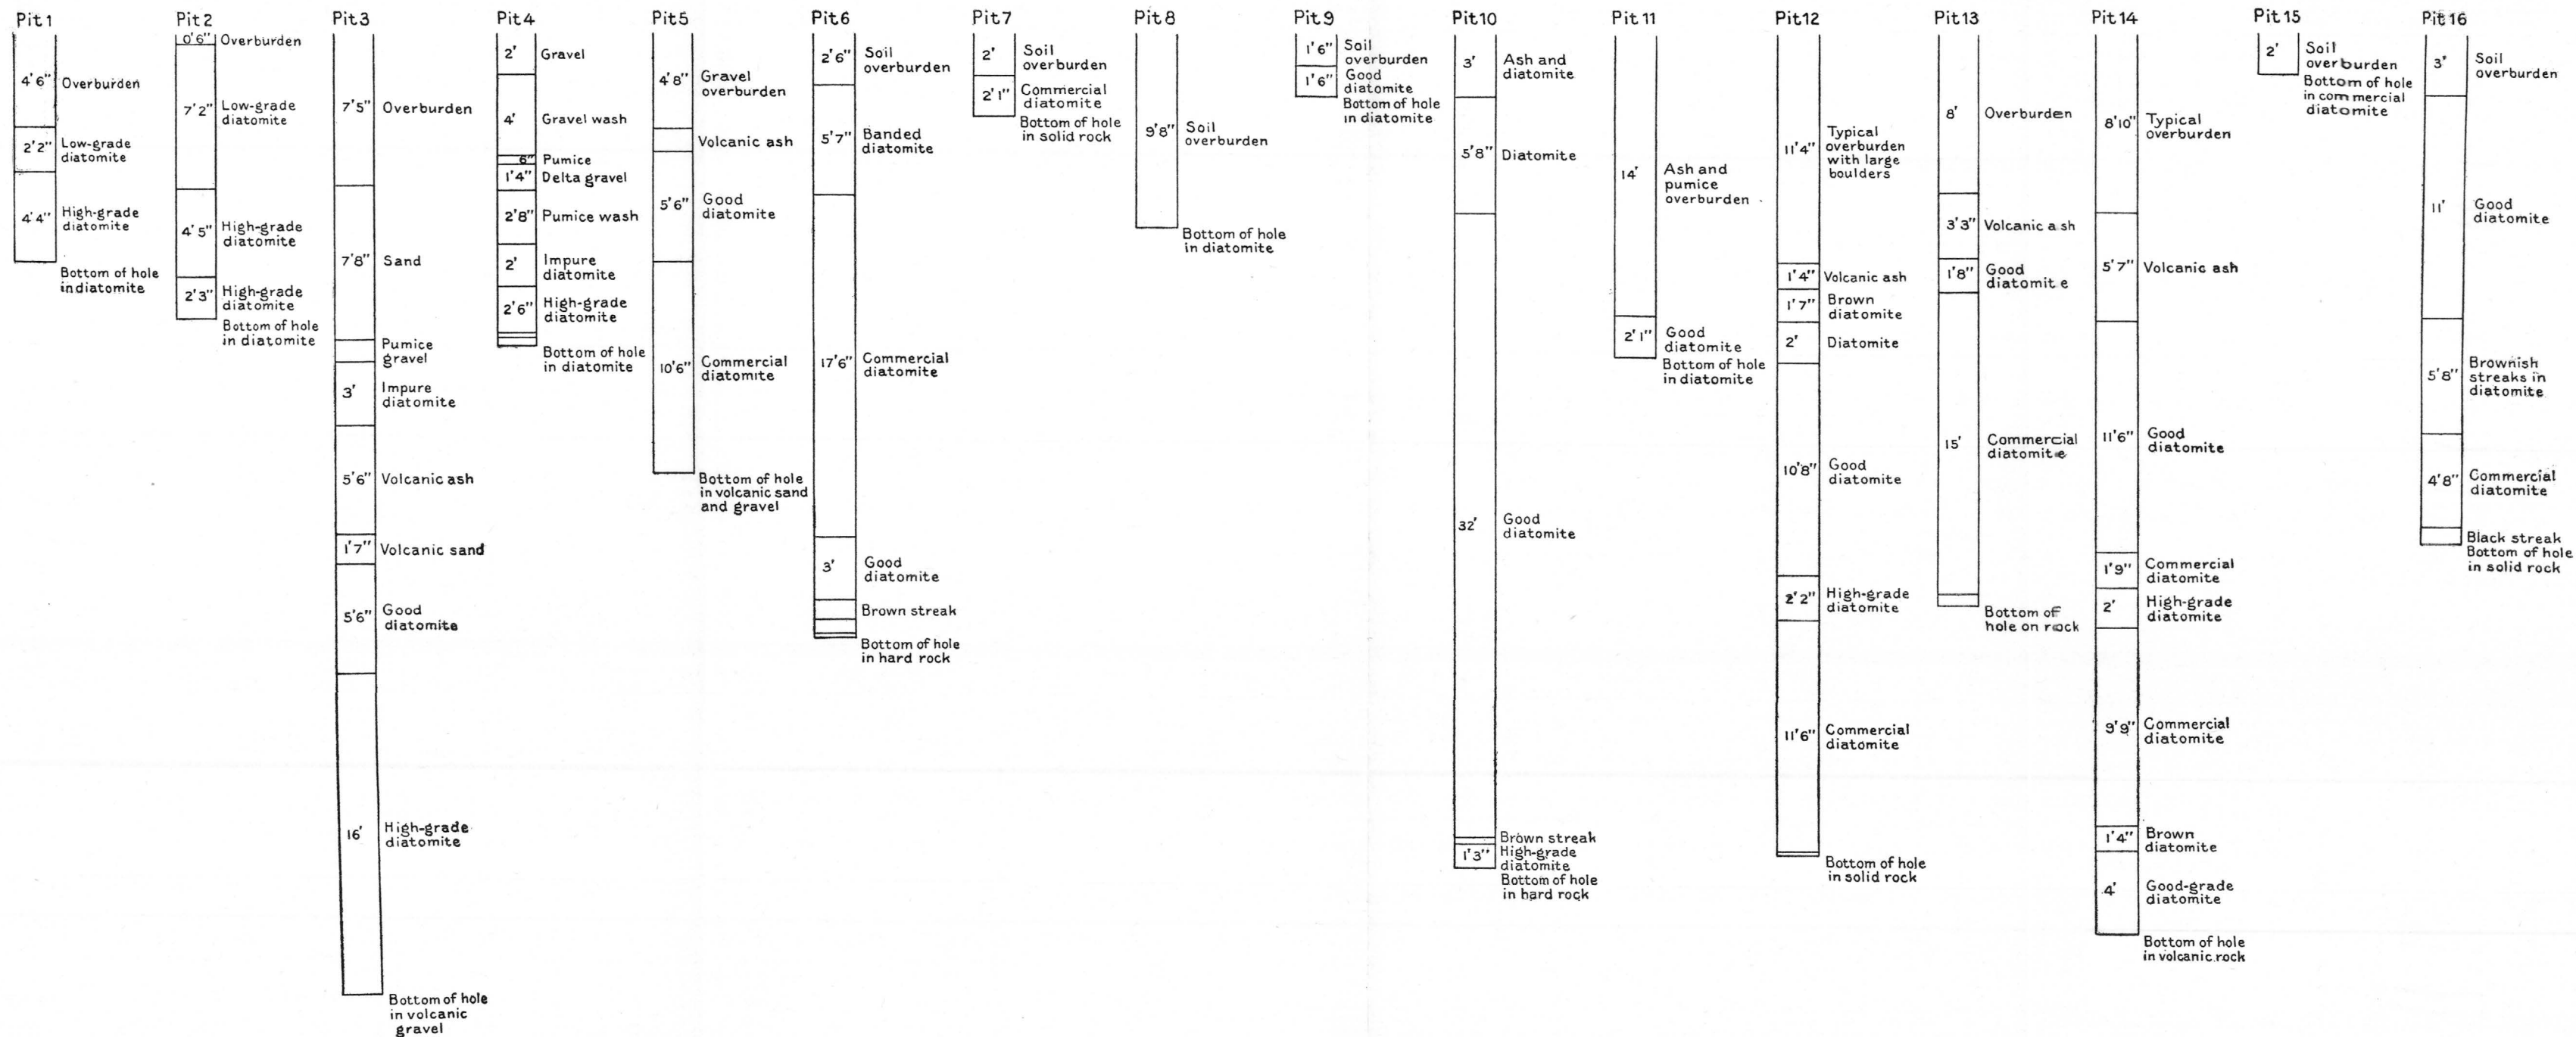 Pit 1
4'6" Overburden
2'2" Low-grade
diatomite
4'4" High-grade
diatomite
Bottom of hole
in diatomite
Pit 2
0'6" Overburden
7'2" Low-grade
diatomite
4'5" High-grade
diatomite
2'3" High-grade
diatomite
Bottom of hole
in diatomite
Pit 3
7'5" Overburden
7'8" Sand
Pumice
gravel
3' Impure
diatomite
5'6" Volcanic ash
1'7" Volcanic sand
5'6" Good
diatomite
16' High-grade
diatomite
Bottom of hole
in volcanic
gravel
Pit 4
2' Gravel
4' Gravel wash
6" Pumice
1'4" Delta gravel
2'8" Pumice wash
2' Impure
diatomite
2'6" High-grade
diatomite
Bottom of hole
in diatomite
Pit 5
4'8" Gravel
overburden
Volcanic ash
5'6" Good
diatomite
10'6" Commercial
diatomite
Bottom of hole
in volcanic sand
and gravel
Pit 6
2'6" Soil
overburden
5'7" Banded
diatomite
17'6" Commercial
diatomite
3' Good
diatomite
Brown streak
Bottom of hole
in hard rock
Pit 7
2' Soil
overburden
2'1" Commercial
diatomite
Bottom of hole
in solid rock
Pit 8
9'8" Soil
overburden
Bottom of hole
in diatomite
Pit 9
1'6" Soil
overburden
1'6" Good
diatomite
Bottom of hole
in diatomite
Pit 10
3' Ash and
diatomite
5'8" Diatomite
32' Good
diatomite
Brown streak
1'3" High-grade
diatomite
Bottom of hole
in hard rock
Pit 11
14' Ash and
pumice
overburden
2'1" Good
diatomite
Bottom of hole
in diatomite
Pit 12
11'4" Typical
overburden
with large
boulders
1'4" Volcanic ash
1'7" Brown
diatomite
2' Diatomite
10'8" Good
diatomite
2'2" High-grade
diatomite
11'6" Commercial
diatomite
Bottom of hole
in solid rock
Pit 13
8' Overburden
3'3" Volcanic ash
1'8" Good
diatomite
15' Commercial
diatomite
Bottom of
hole on rock
Pit 14
8'10" Typical
overburden
5'7" Volcanic ash
11'6" Good
diatomite
1'9" Commercial
diatomite
2' High-grade
diatomite
9'9" Commercial
diatomite
1'4" Brown
diatomite
4' Good-grade
diatomite
Bottom of hole
in volcanic rock
Pit 15
2' Soil
overburden
Bottom of hole
in commercial
diatomite
Pit 16
3' Soil
overburden
11' Good
diatomite
5'8" Brownish
streaks in
diatomite
4'8" Commercial
diatomite
Black streak
Bottom of hole
in solid rock